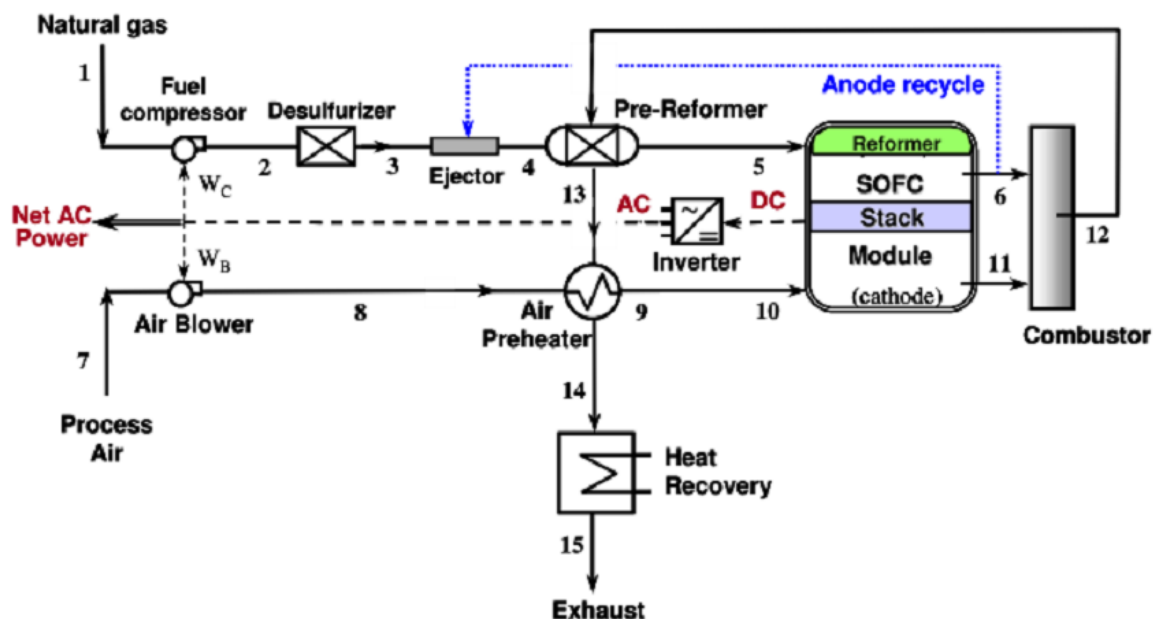 Natural gas
1
Fuel
compressor
Desulfurizer
Anode recycle
Pre-Reformer
2
3
Ejector
4
5
Reformer
SOFC
Stack
Module
(cathode)
6
11
12
Combustor
W_C
W_B
Net AC
Power
13
AC
DC
Inverter
Air Blower
8
Air
Preheater
9
10
7
Process
Air
14
Heat
Recovery
15
Exhaust